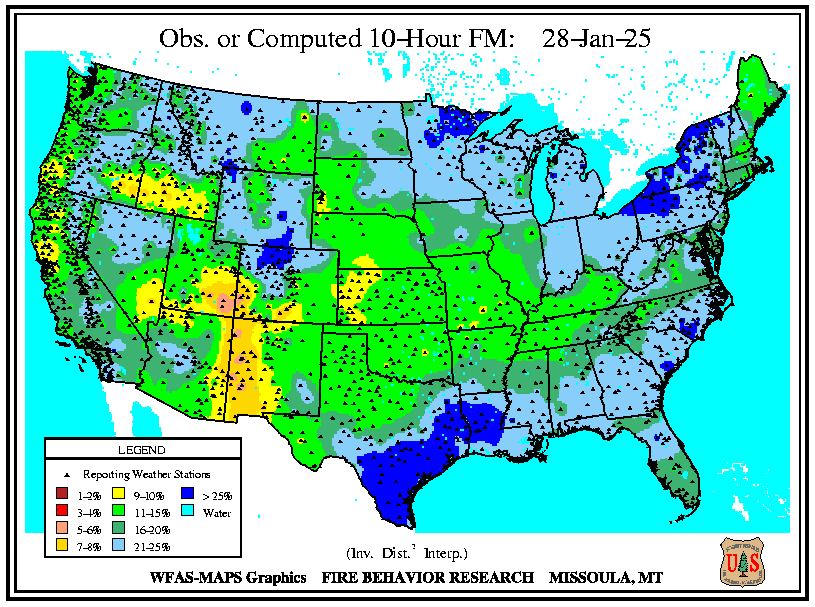 Obs. or Computed 10-Hour FM: 28-Jan-25
LEGEND
Reporting Weather Stations
1-2% 9-10% > 25%
3-4% 11-15% Water
5-6% 16-20%
7-8% 21-25%
(Inv. Dist.² Interp.)
WFAS-MAPS Graphics FIRE BEHAVIOR RESEARCH MISSOULA, MT
U S